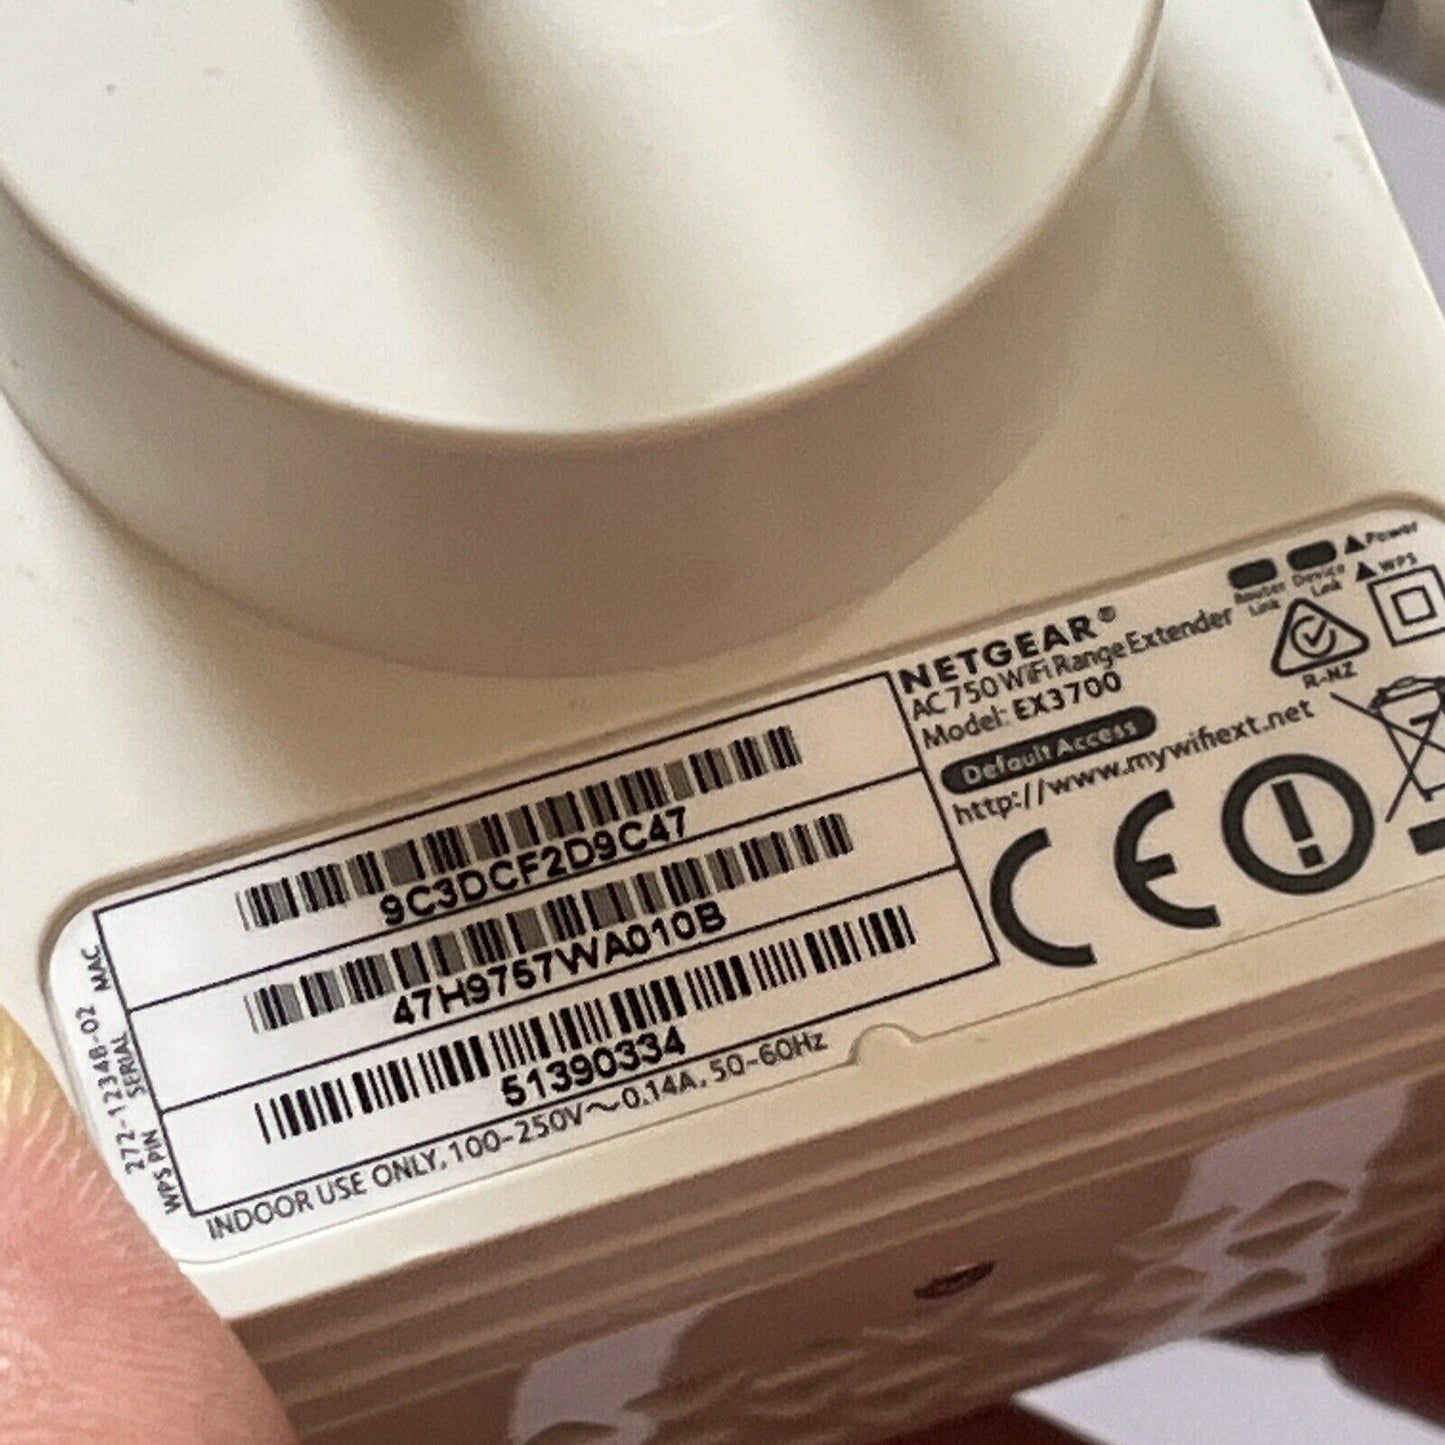 NETGEAR®
AC750 WiFi Range Extender
Model: EX3700
Default Access
http://www.mywifiext.net
Router Link
Device Link
Power
WPS
R-NZ
CE
MAC
9C3DCF2D9C47
SERIAL
47H9757WA010B
WPS PIN
51390334
272-12348-02
INDOOR USE ONLY, 100-250V~0.14A, 50-60Hz